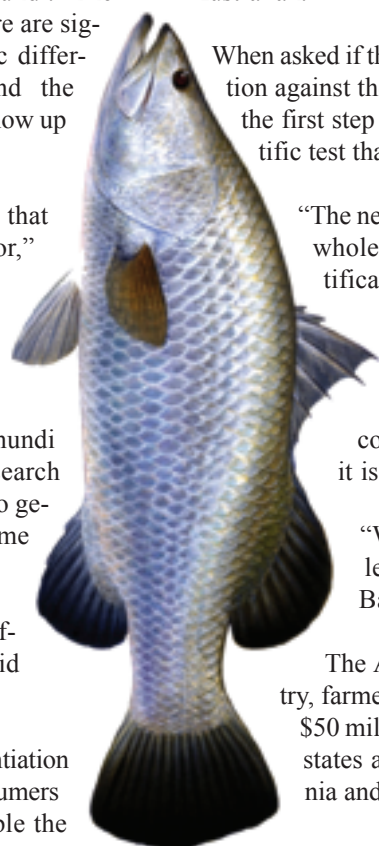 re are sig-
c differ-
nd the
ow up
that
or,”
nundi
earch
o ge-
me
f-
id
ntiation
umers
ble the
When asked if th
tion against th
the first step
tific test tha
“The ne
whole
tifica
co
it is
“V
le
Ba
The A
try, farme
$50 mil
states a
nia and